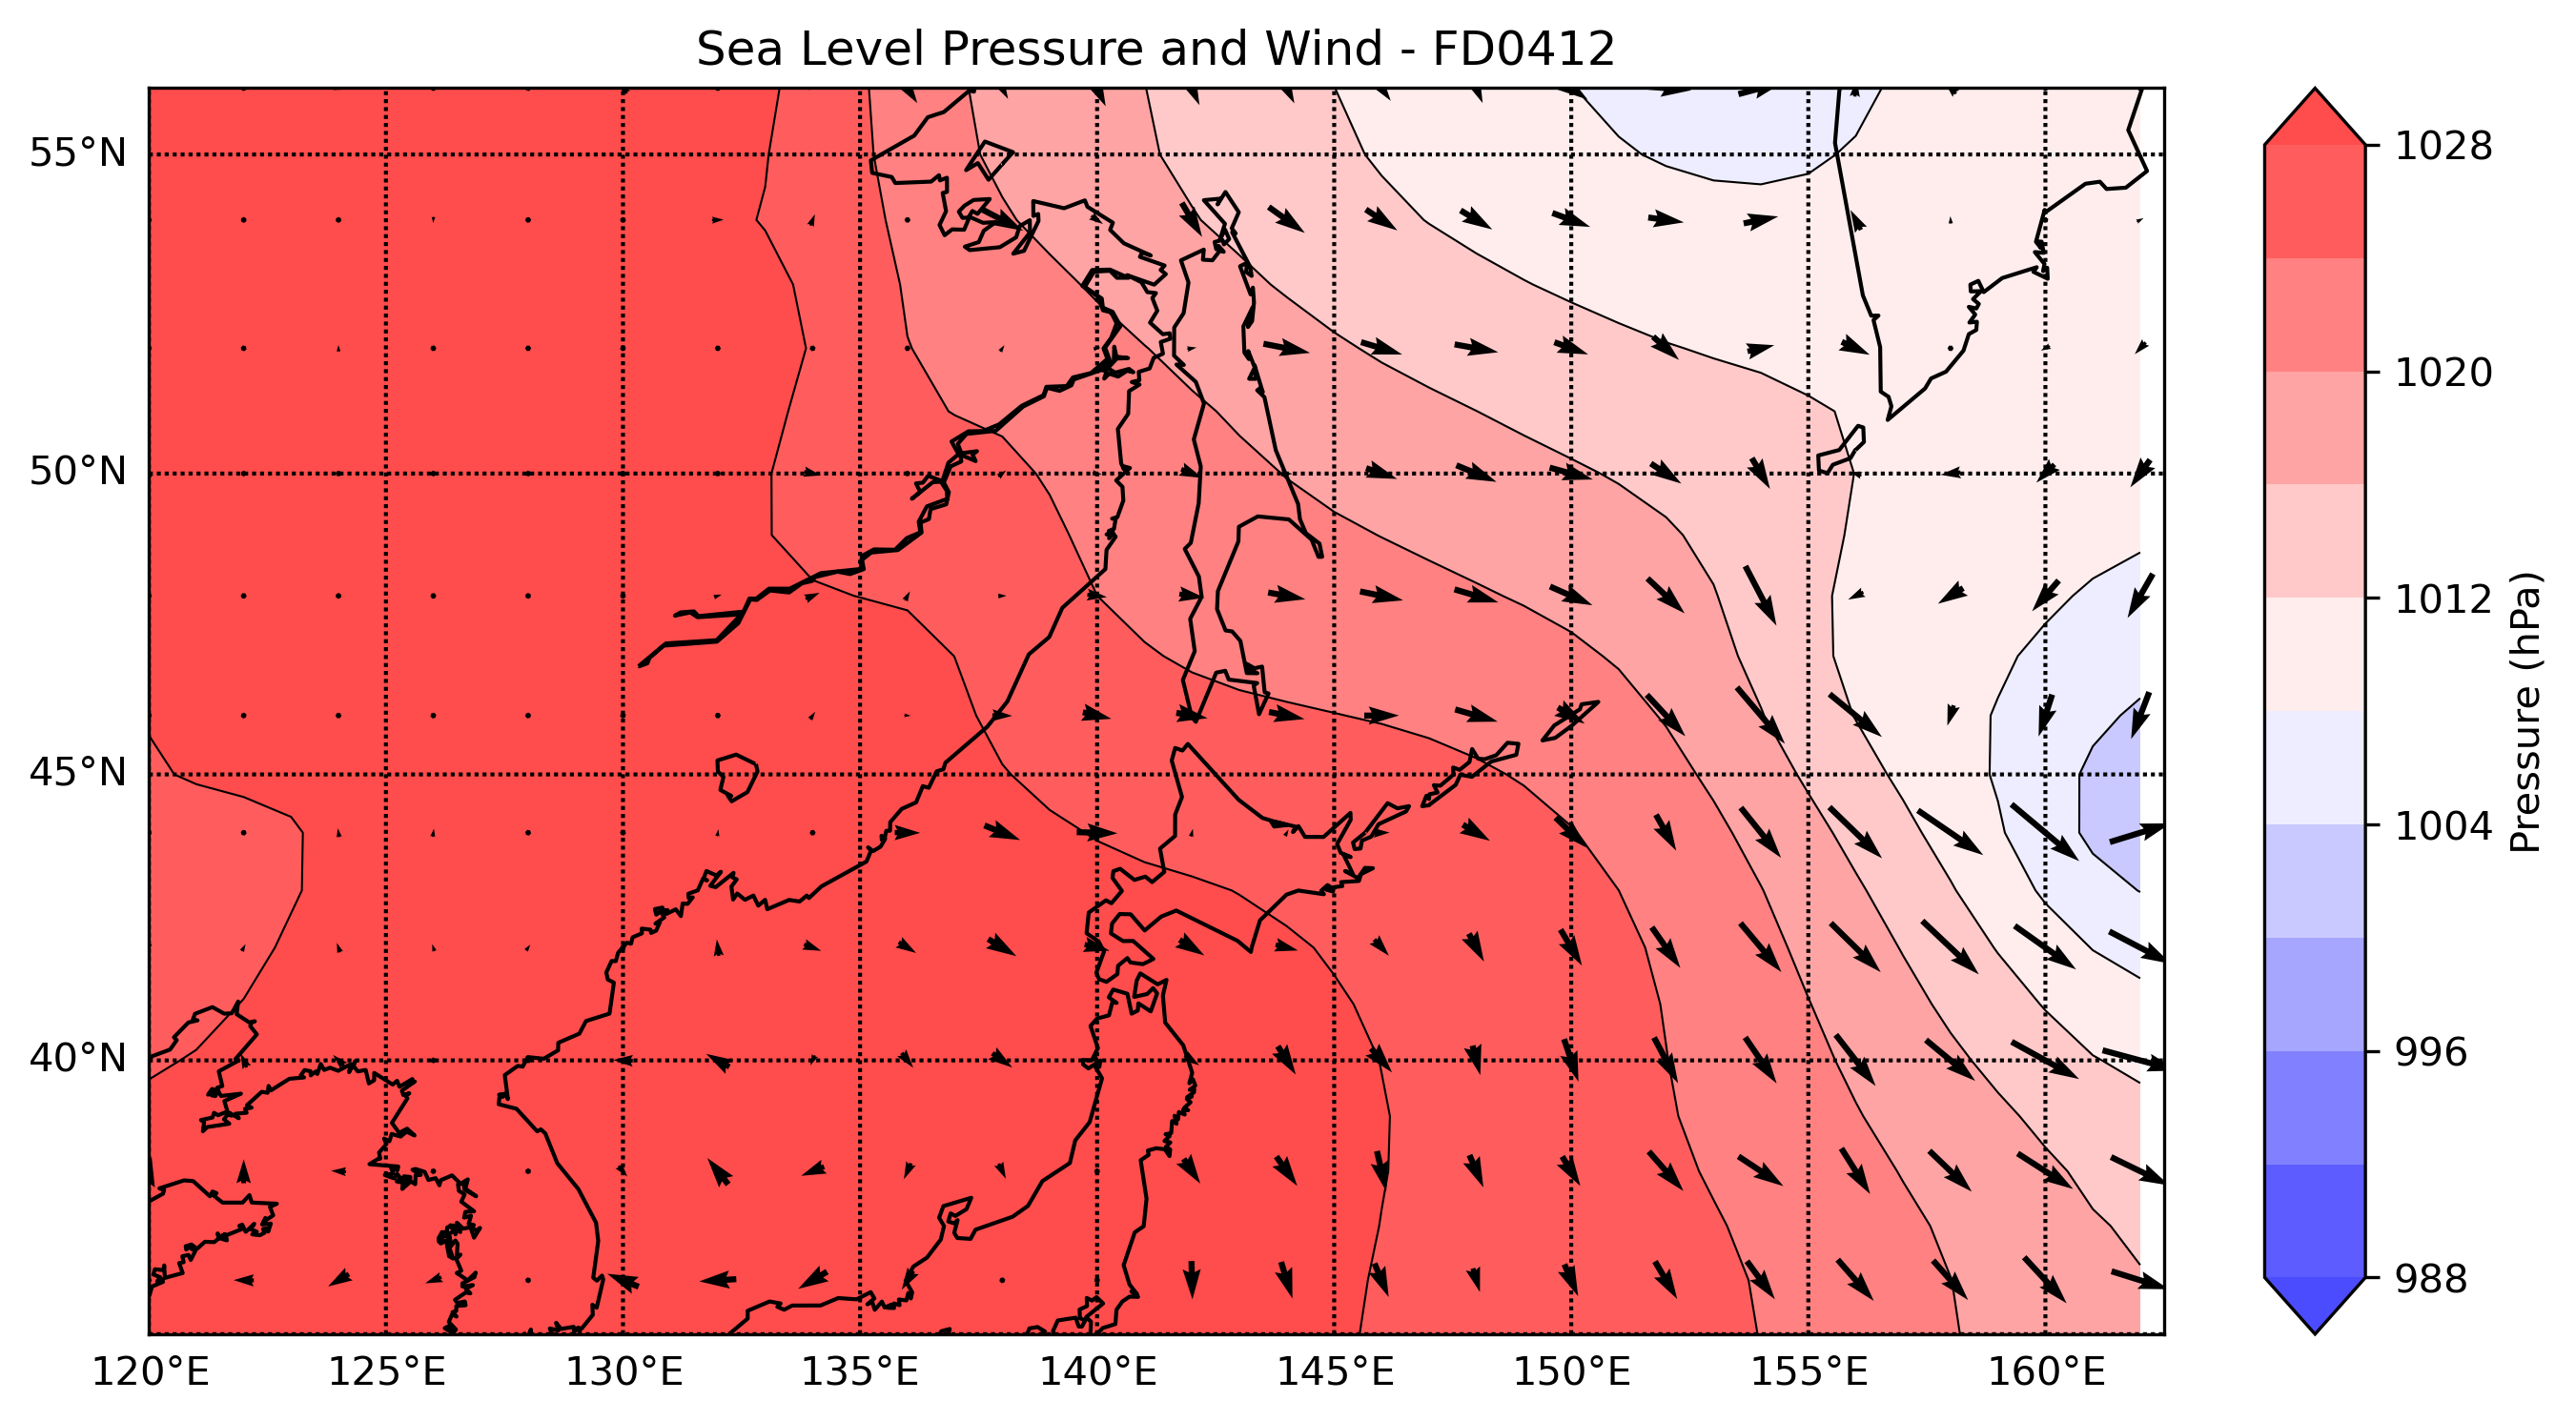 Sea Level Pressure and Wind - FD0412
55°N
50°N
45°N
40°N
120°E 125°E 130°E 135°E 140°E 145°E 150°E 155°E 160°E
1028
1020
1012
1004
996
988
Pressure (hPa)